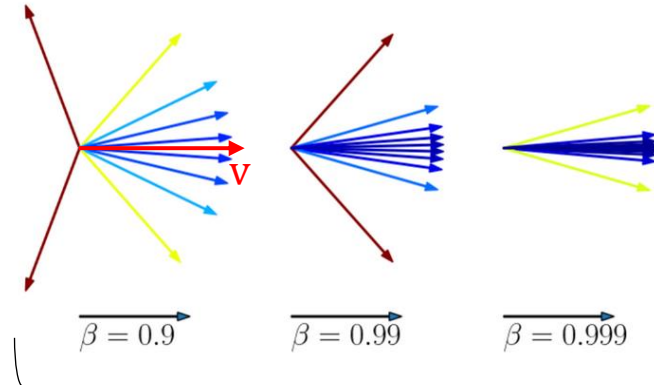 v
β = 0.9
β = 0.99
β = 0.999